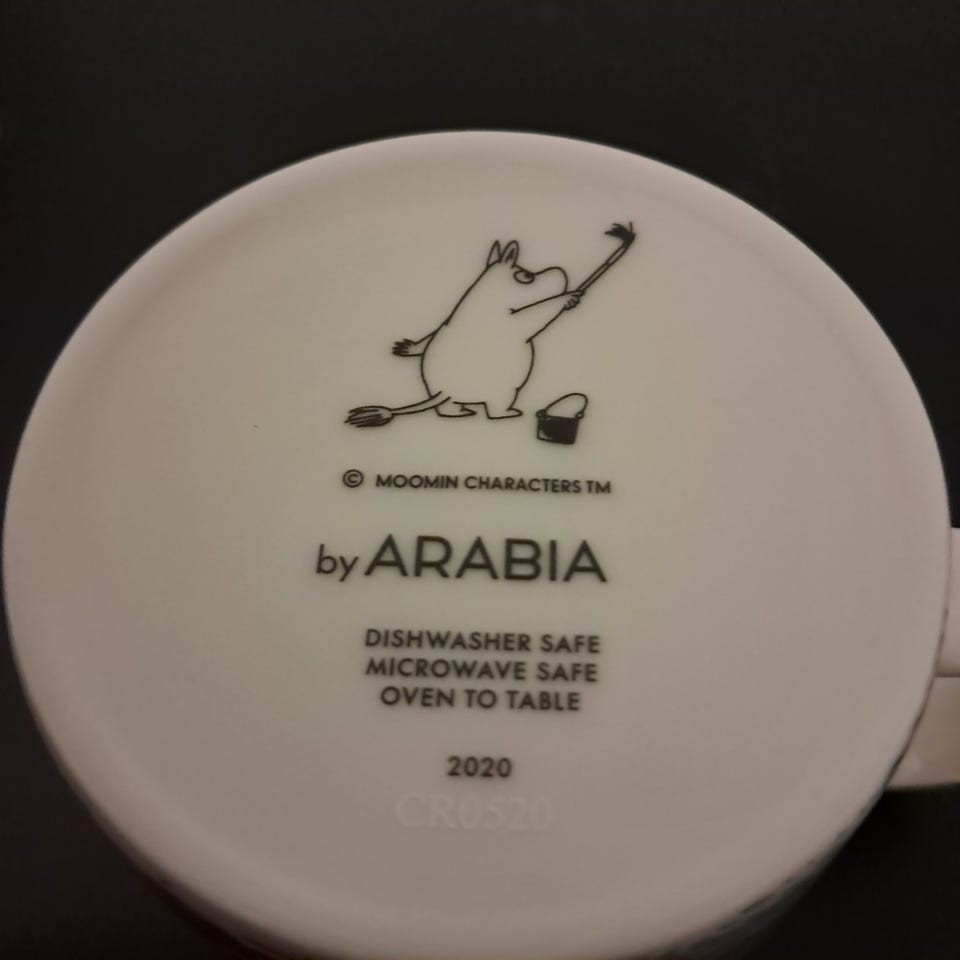 © MOOMIN CHARACTERS TM
by ARABIA
DISHWASHER SAFE
MICROWAVE SAFE
OVEN TO TABLE
2020
CR0520